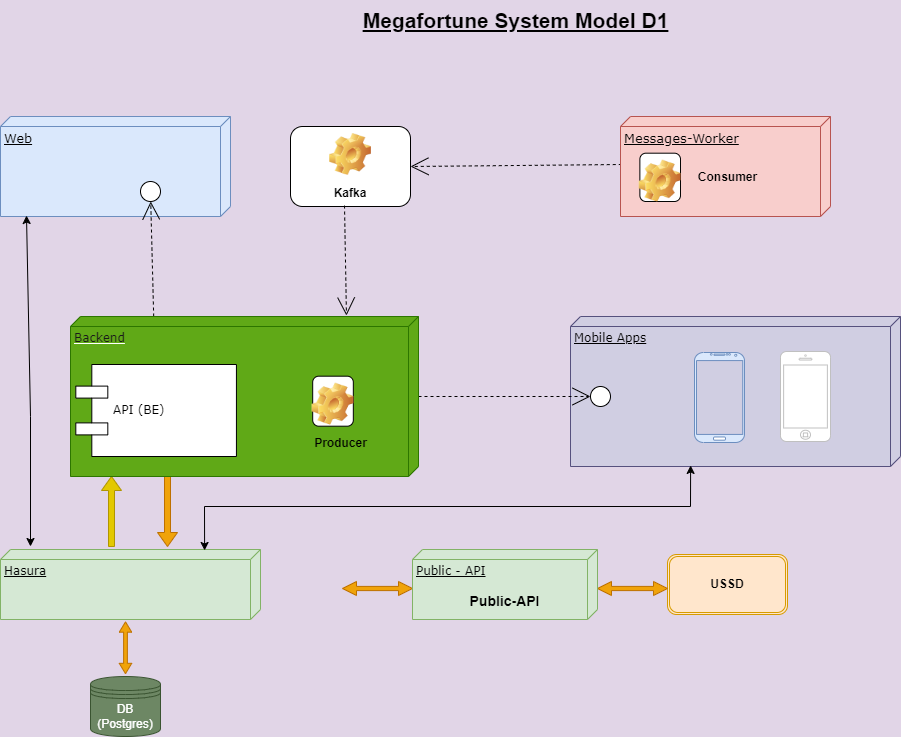 Megafortune System Model D1
Web
Kafka
Messages-Worker
Consumer
Backend
API (BE)
Producer
Mobile Apps
Hasura
Public - API
Public-API
USSD
DB
(Postgres)